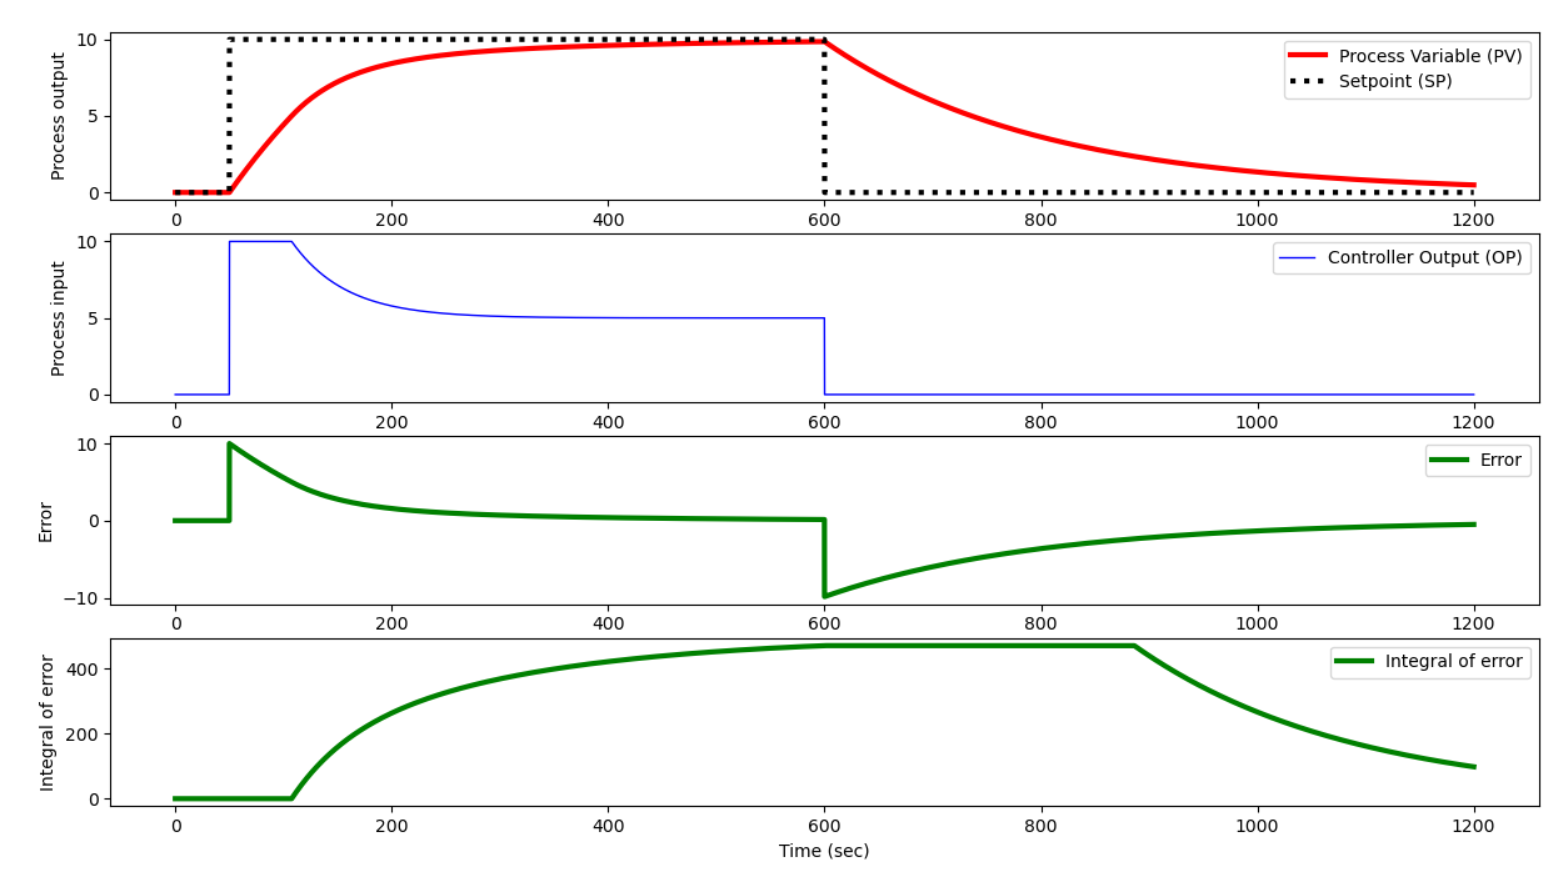 Process output
10
5
0
Process Variable (PV)
Setpoint (SP)
0 200 400 600 800 1000 1200
Process input
10
5
0
Controller Output (OP)
0 200 400 600 800 1000 1200
Error
10
0
−10
Error
0 200 400 600 800 1000 1200
Integral of error
400
200
0
Integral of error
0 200 400 600 800 1000 1200
Time (sec)